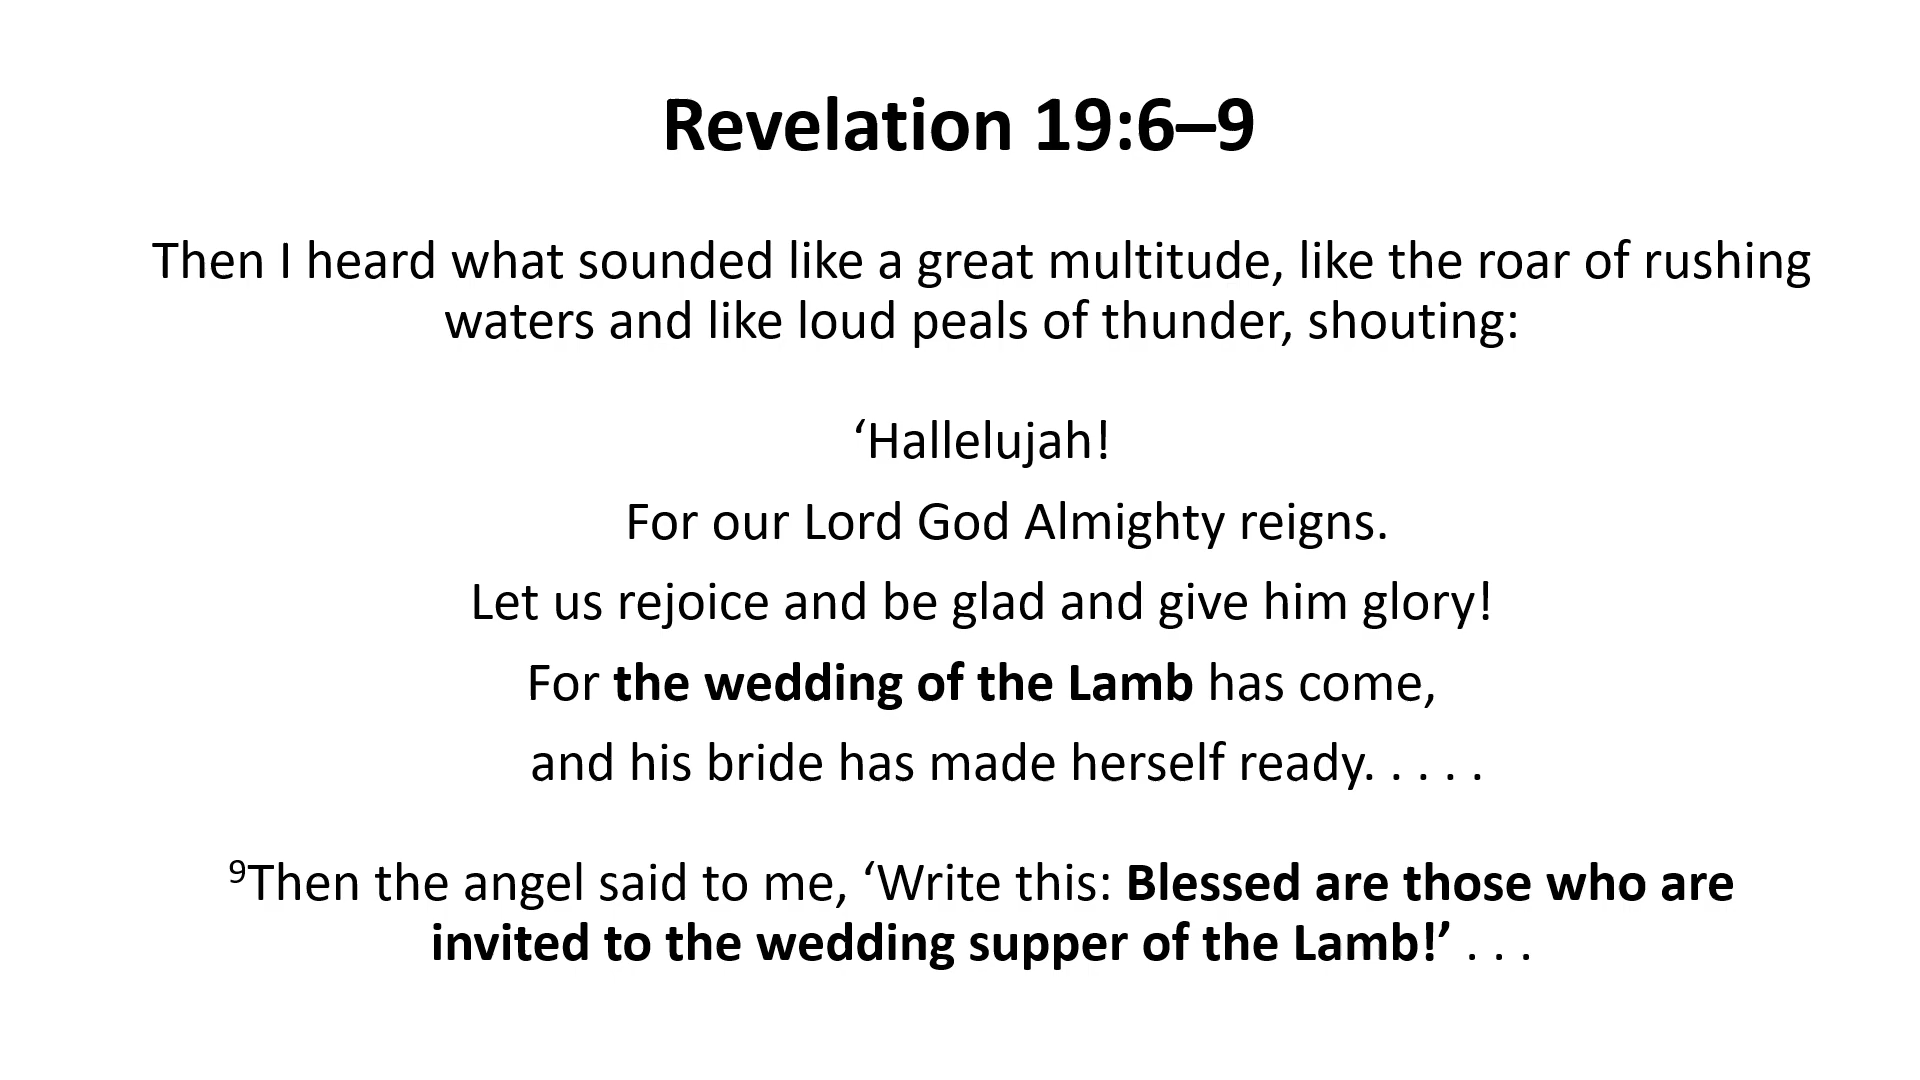 Revelation 19:6–9
Then I heard what sounded like a great multitude, like the roar of rushing
waters and like loud peals of thunder, shouting:
‘Hallelujah!
For our Lord God Almighty reigns.
Let us rejoice and be glad and give him glory!
For the wedding of the Lamb has come,
and his bride has made herself ready. . . . .
⁹Then the angel said to me, ‘Write this: Blessed are those who are
invited to the wedding supper of the Lamb!’ . . .